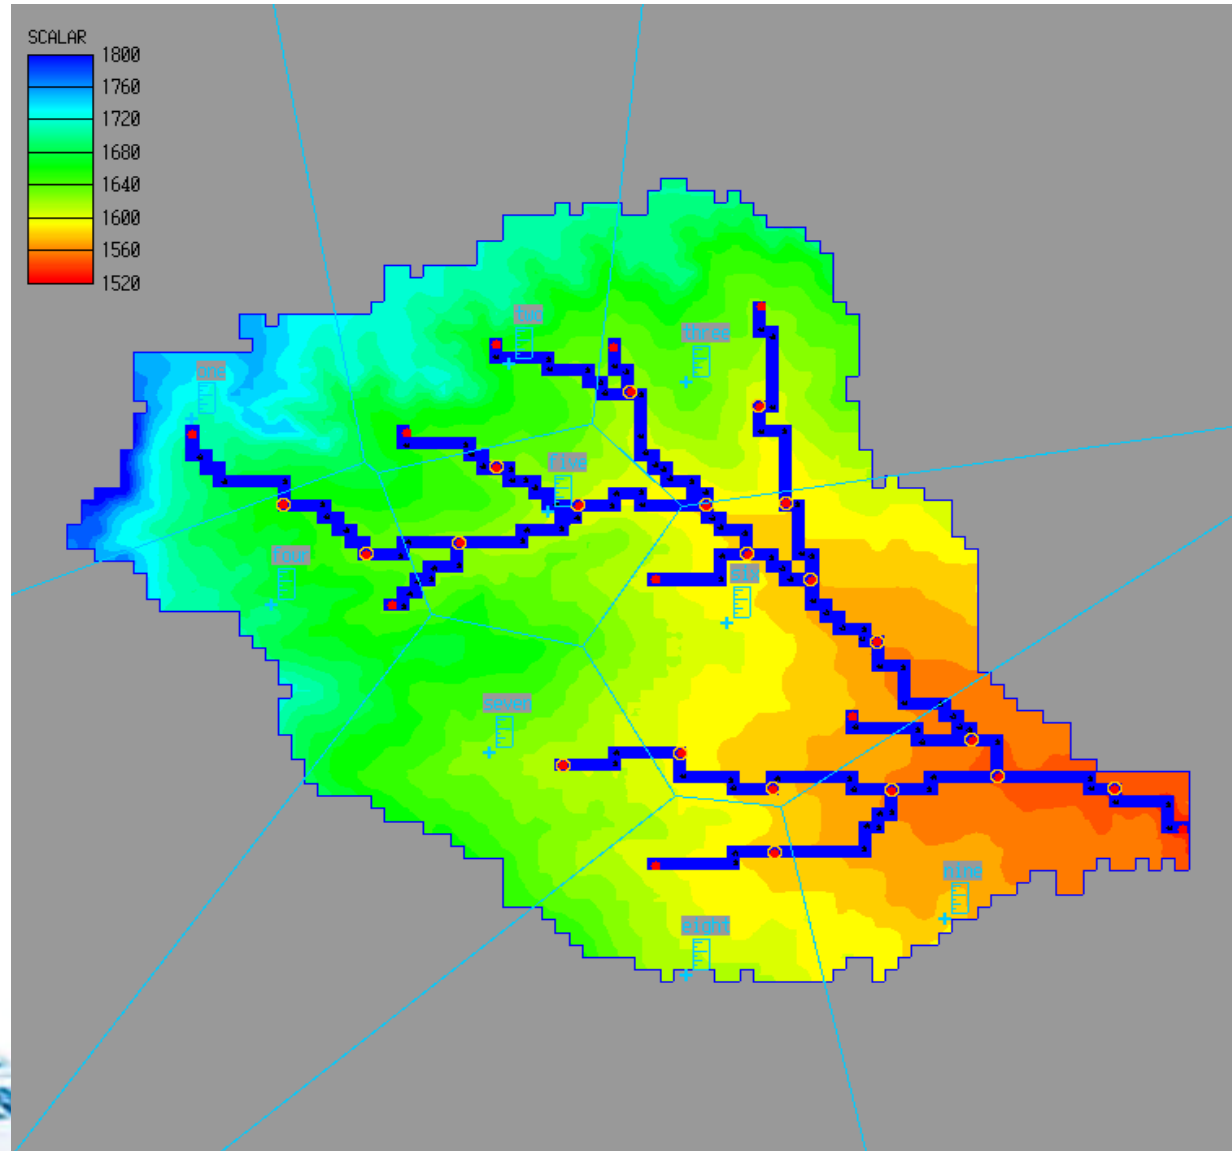 SCALAR
1800
1760
1720
1680
1640
1600
1560
1520
two
three
one
five
four
six
seven
nine
eight